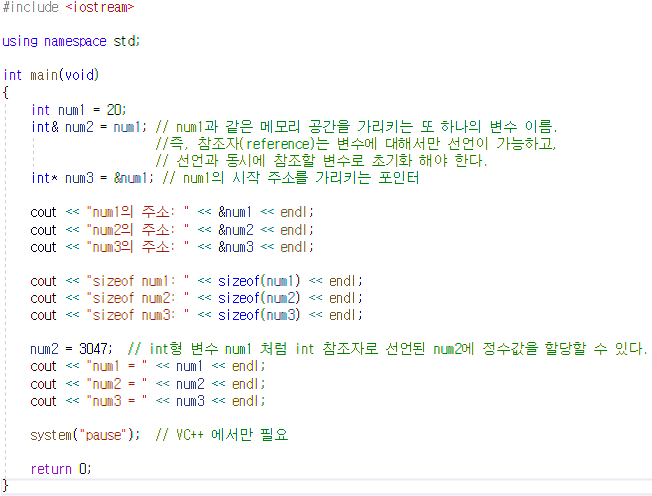 #include <iostream>
using namespace std;
int main(void)
{
int num1 = 20;
int& num2 = num1; // num1과 같은 메모리 공간을 가리키는 또 하나의 변수 이름.
//즉, 참조자(reference)는 변수에 대해서만 선언이 가능하고,
// 선언과 동시에 참조할 변수로 초기화 해야 한다.
int* num3 = &num1; // num1의 시작 주소를 가리키는 포인터
cout << "num1의 주소: " << &num1 << endl;
cout << "num2의 주소: " << &num2 << endl;
cout << "num3의 주소: " << &num3 << endl;
cout << "sizeof num1: " << sizeof(num1) << endl;
cout << "sizeof num2: " << sizeof(num2) << endl;
cout << "sizeof num3: " << sizeof(num3) << endl;
num2 = 3047; // int형 변수 num1 처럼 int 참조자로 선언된 num2에 정수값을 할당할 수 있다.
cout << "num1 = " << num1 << endl;
cout << "num2 = " << num2 << endl;
cout << "num3 = " << num3 << endl;
system("pause"); // VC++ 에서만 필요
return 0;
}